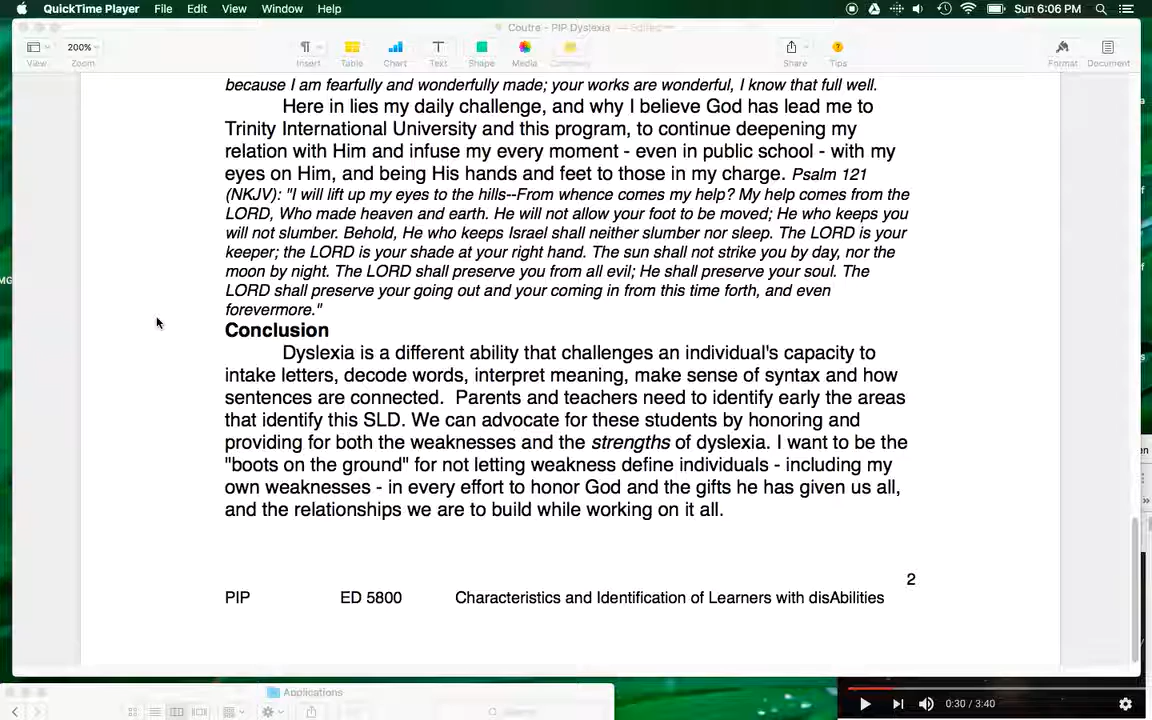 QuickTime Player File Edit View Window Help Sun 6:06 PM
Coutre - PIP Dyslexia — Edited
200%
View Zoom Insert Table Chart Text Shape Media Comment Share Tips Format Document
because I am fearfully and wonderfully made; your works are wonderful, I know that full well.
Here in lies my daily challenge, and why I believe God has lead me to
Trinity International University and this program, to continue deepening my
relation with Him and infuse my every moment - even in public school - with my
eyes on Him, and being His hands and feet to those in my charge. Psalm 121
(NKJV): "I will lift up my eyes to the hills--From whence comes my help? My help comes from the
LORD, Who made heaven and earth. He will not allow your foot to be moved; He who keeps you
will not slumber. Behold, He who keeps Israel shall neither slumber nor sleep. The LORD is your
keeper; the LORD is your shade at your right hand. The sun shall not strike you by day, nor the
moon by night. The LORD shall preserve you from all evil; He shall preserve your soul. The
LORD shall preserve your going out and your coming in from this time forth, and even
forevermore."
Conclusion
Dyslexia is a different ability that challenges an individual's capacity to
intake letters, decode words, interpret meaning, make sense of syntax and how
sentences are connected. Parents and teachers need to identify early the areas
that identify this SLD. We can advocate for these students by honoring and
providing for both the weaknesses and the strengths of dyslexia. I want to be the
"boots on the ground" for not letting weakness define individuals - including my
own weaknesses - in every effort to honor God and the gifts he has given us all,
and the relationships we are to build while working on it all.
2
PIP ED 5800 Characteristics and Identification of Learners with disAbilities
Applications
Search
0:30 / 3:40